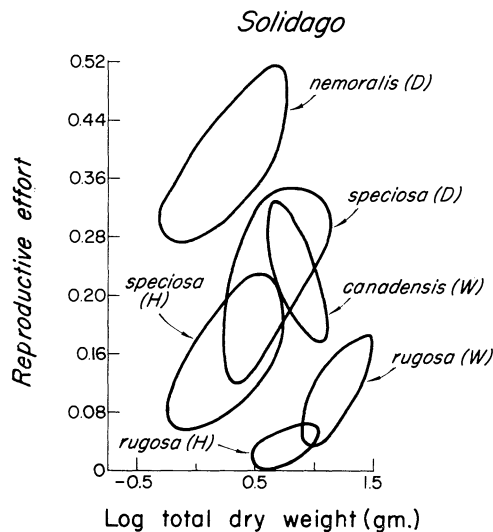 Solidago
0.52
0.44
0.36
0.28
0.20
0.16
0.08
0
Reproductive effort
nemoralis (D)
speciosa (D)
speciosa
(H)
canadensis (W)
rugosa (W)
rugosa (H)
-0.5
0.5
1.5
Log total dry weight (gm.)